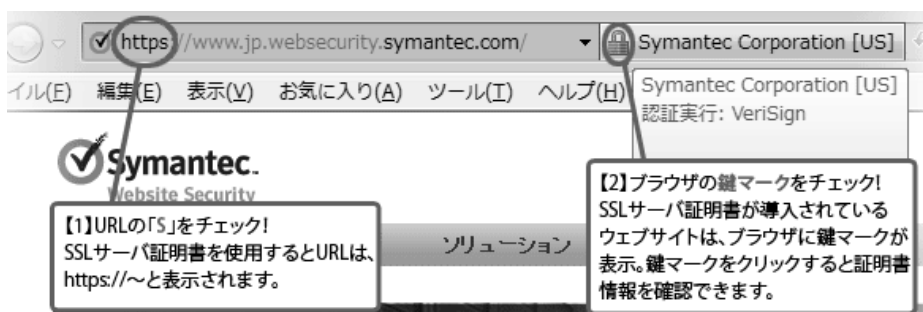 https://www.jp.websecurity.symantec.com/
Symantec Corporation [US]
イル(F) 編集(E) 表示(V) お気に入り(A) ツール(T) ヘルプ(H)
Symantec Corporation [US]
認証実行: VeriSign
Symantec.
Website Security
【1】URLの「S」をチェック!
SSLサーバ証明書を使用するとURLは、
https://～と表示されます。
ソリューション
【2】ブラウザの鍵マークをチェック!
SSLサーバ証明書が導入されている
ウェブサイトは、ブラウザに鍵マークが
表示。鍵マークをクリックすると証明書
情報を確認できます。